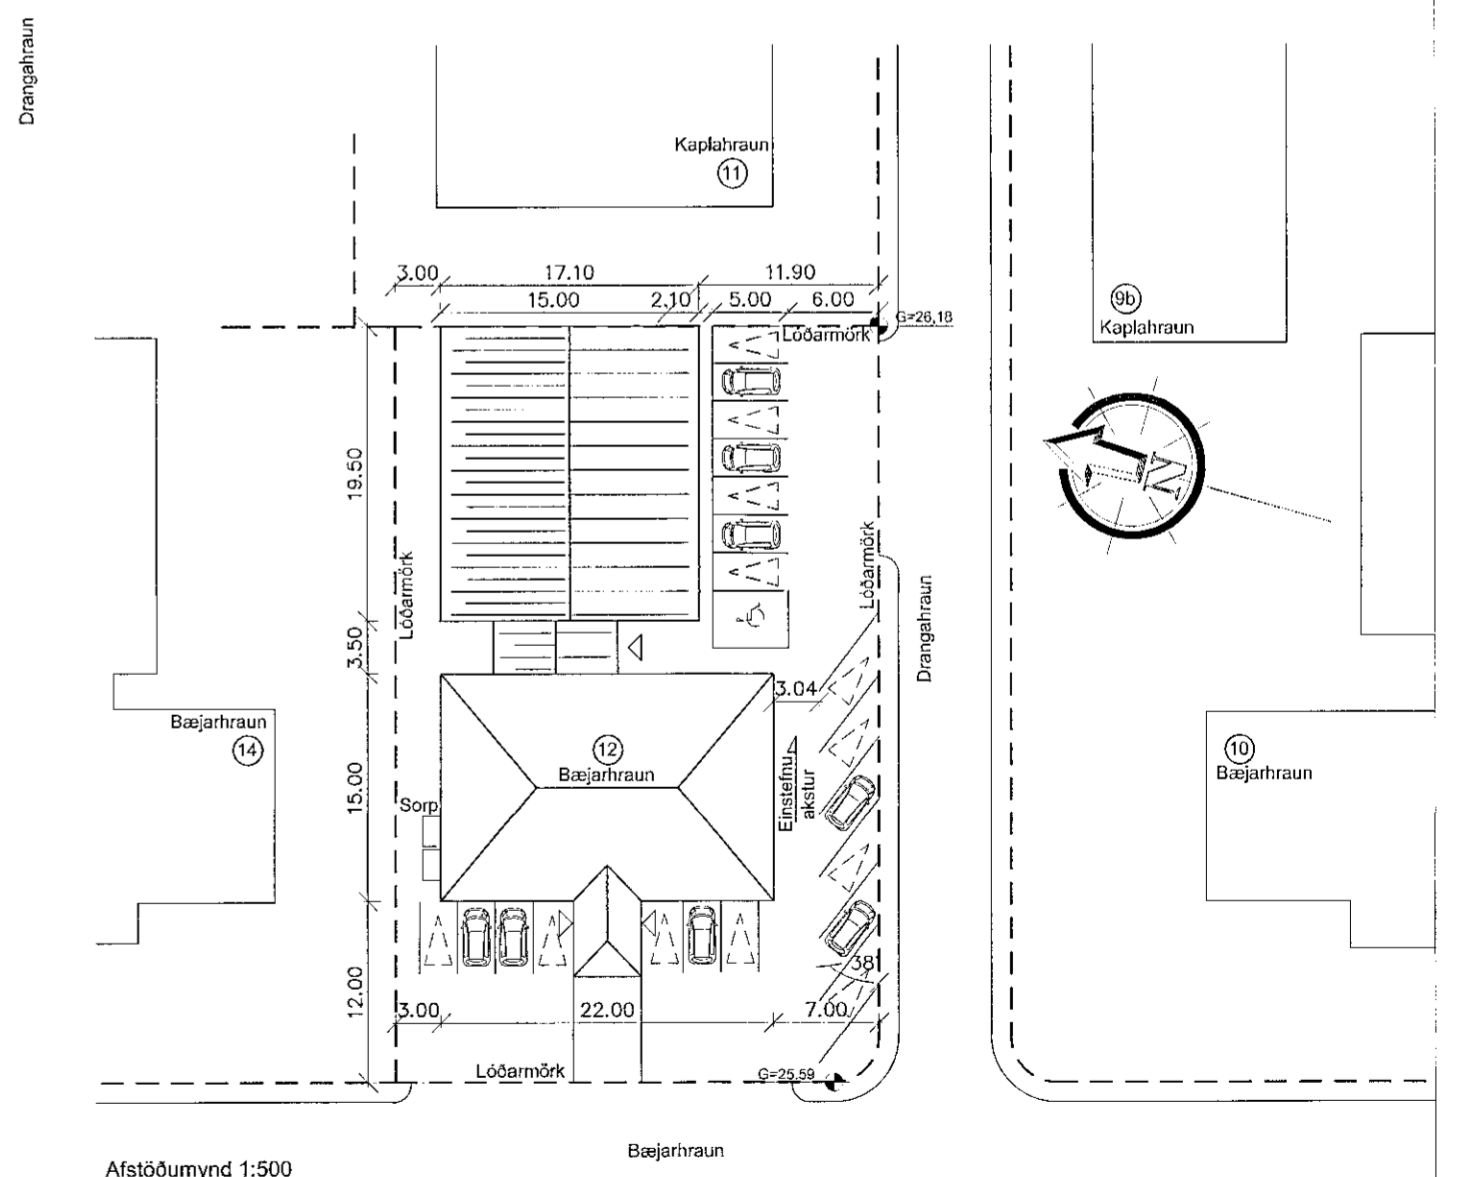 Drangahraun
Kaplahraun
11
3.00
17.10
11.90
15.00
2.10
5.00
6.00
G=26,18
Lóðarmörk
9b
Kaplahraun
N
19.50
Lóðarmörk
Lóðarmörk
Drangahraun
3.50
3.04
Bæjarhraun
14
12
Bæjarhraun
10
Bæjarhraun
Einstefnu
akstur
15.00
Sorp
38°
12.00
3.00
22.00
7.00
Lóðarmörk
G=25.59
Bæjarhraun
Afstöðumynd 1:500